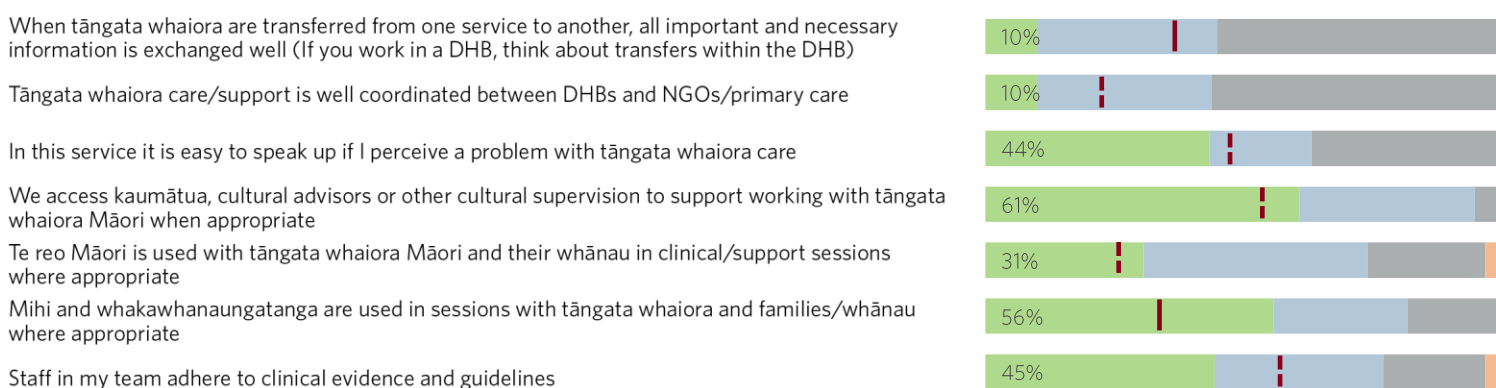 When tāngata whaiora are transferred from one service to another, all important and necessary
information is exchanged well (If you work in a DHB, think about transfers within the DHB)
10%
Tāngata whaiora care/support is well coordinated between DHBs and NGOs/primary care
10%
In this service it is easy to speak up if I perceive a problem with tāngata whaiora care
44%
We access kaumātua, cultural advisors or other cultural supervision to support working with tāngata
whaiora Māori when appropriate
61%
Te reo Māori is used with tāngata whaiora Māori and their whānau in clinical/support sessions
where appropriate
31%
Mihi and whakawhanaungatanga are used in sessions with tāngata whaiora and families/whānau
where appropriate
56%
Staff in my team adhere to clinical evidence and guidelines
45%